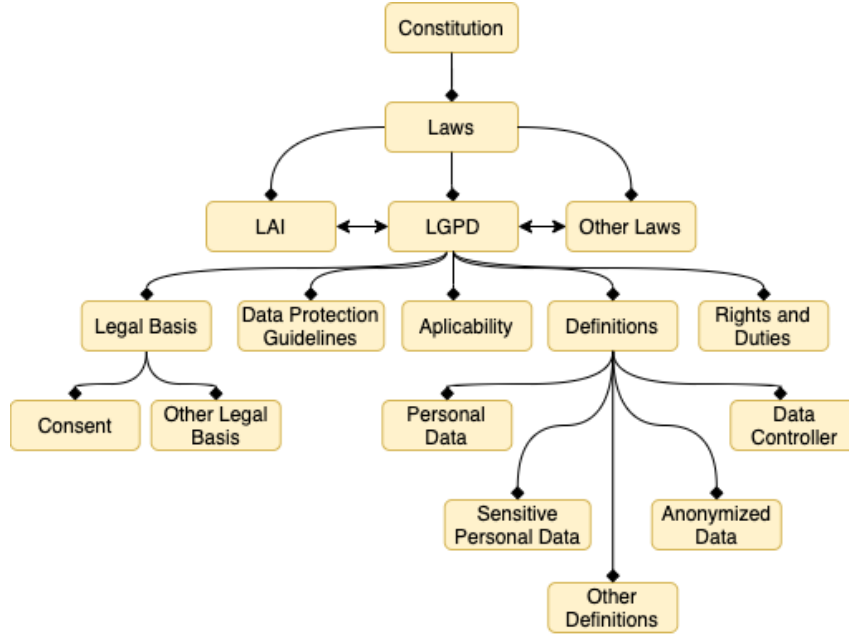 Constitution
Laws
LAI
LGPD
Other Laws
Legal Basis
Data Protection
Guidelines
Aplicability
Definitions
Rights and
Duties
Consent
Other Legal
Basis
Personal
Data
Data
Controller
Sensitive
Personal Data
Anonymized
Data
Other
Definitions